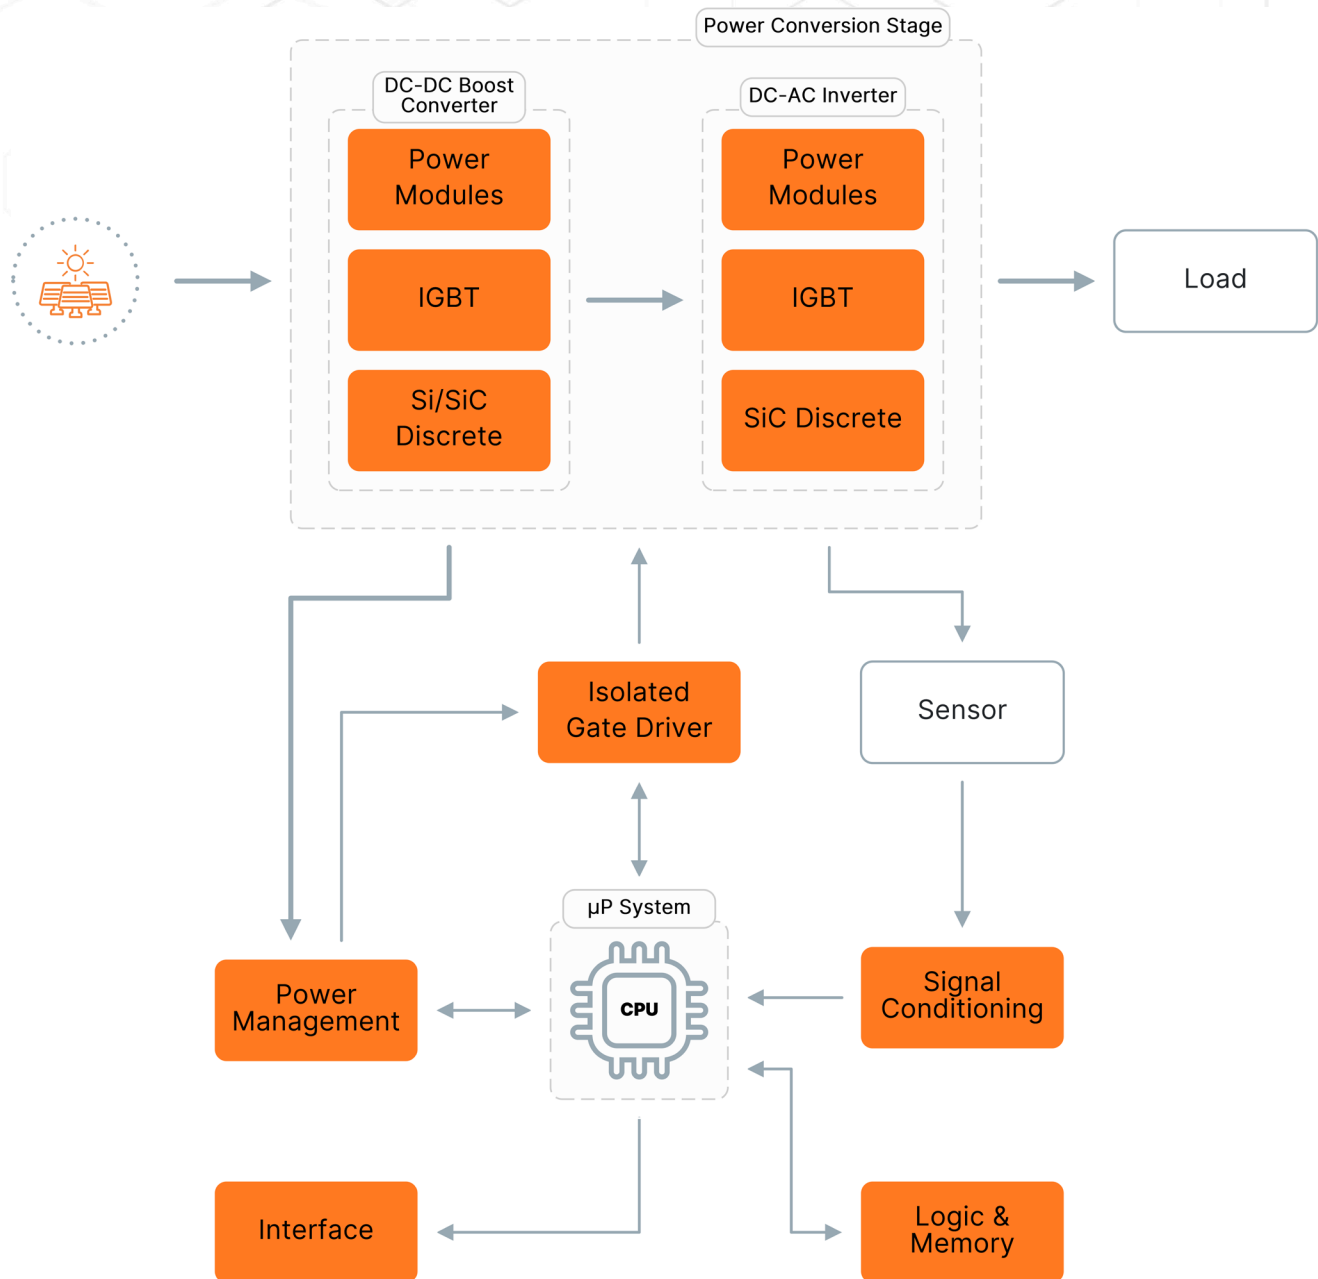 Power Conversion Stage
DC-DC Boost
Converter
DC-AC Inverter
Power
Modules
Power
Modules
IGBT
IGBT
Load
Si/SiC
Discrete
SiC Discrete
Isolated
Gate Driver
Sensor
µP System
CPU
Power
Management
Signal
Conditioning
Interface
Logic &
Memory